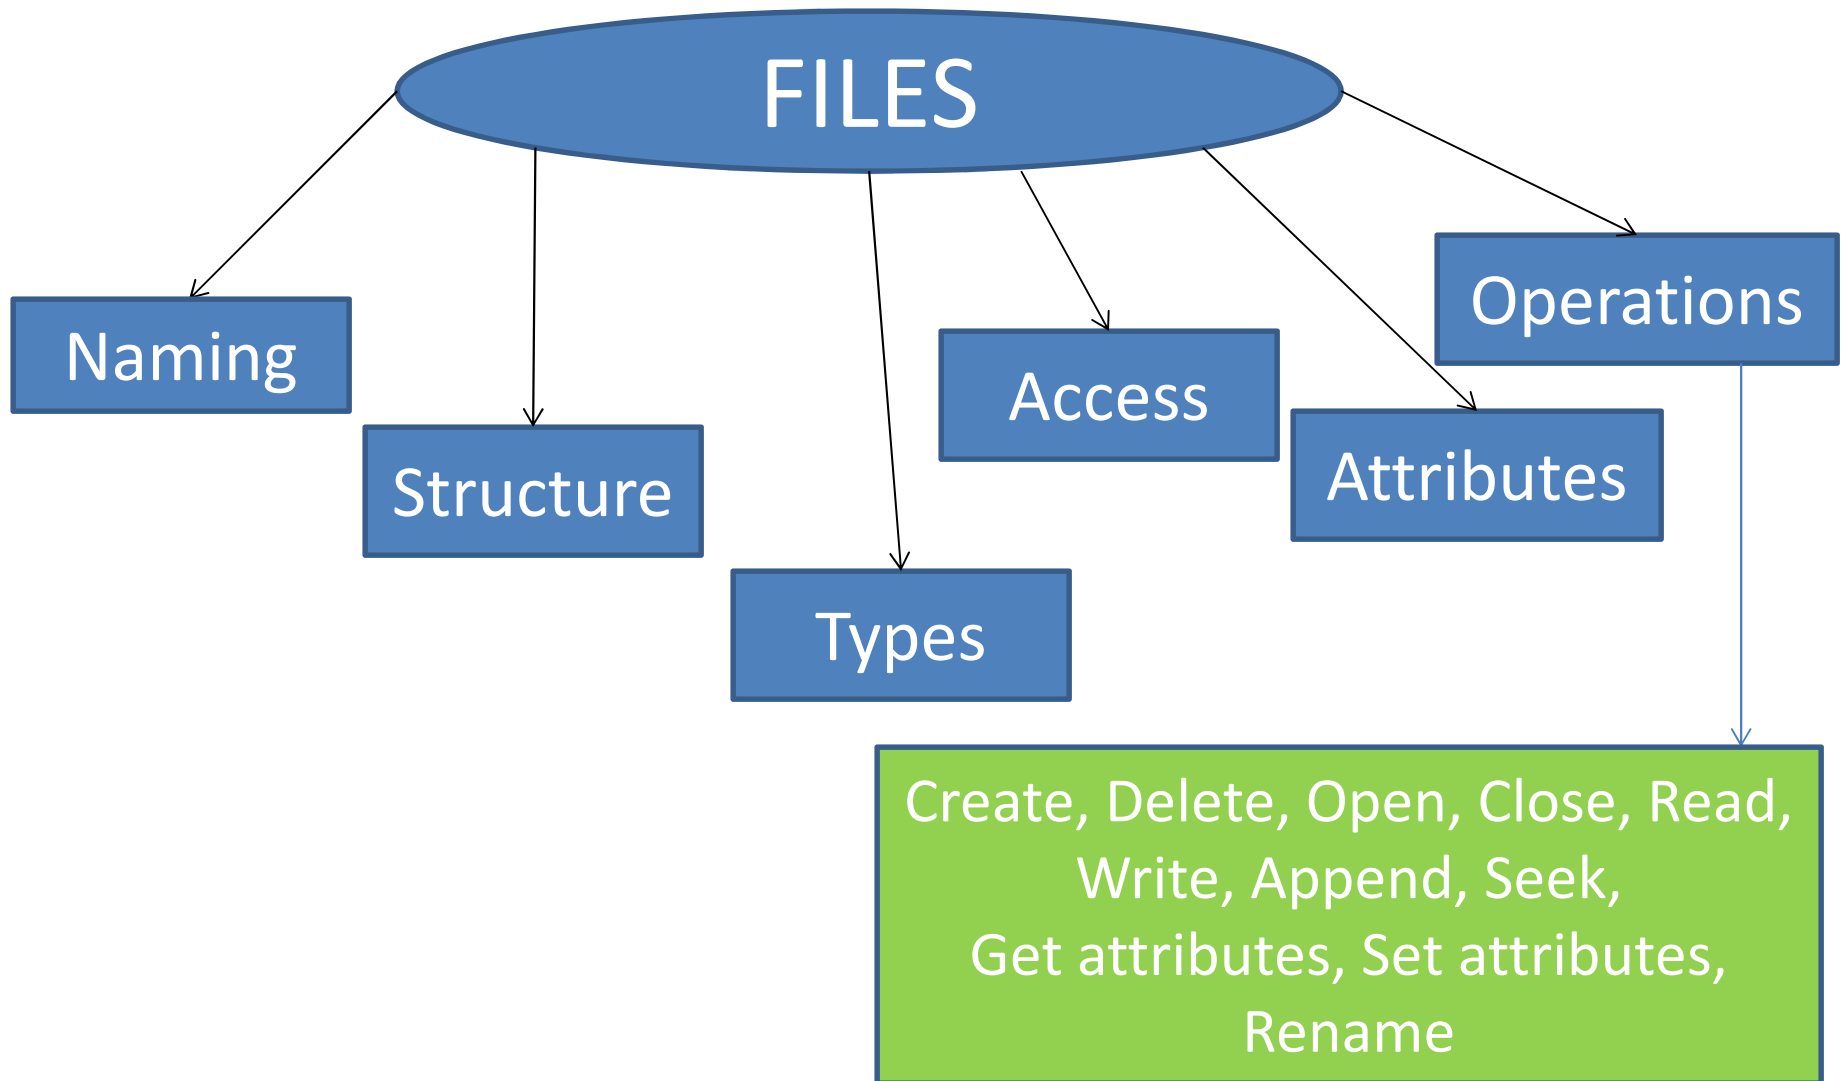 FILES
Naming
Structure
Types
Access
Attributes
Operations
Create, Delete, Open, Close, Read,
Write, Append, Seek,
Get attributes, Set attributes,
Rename